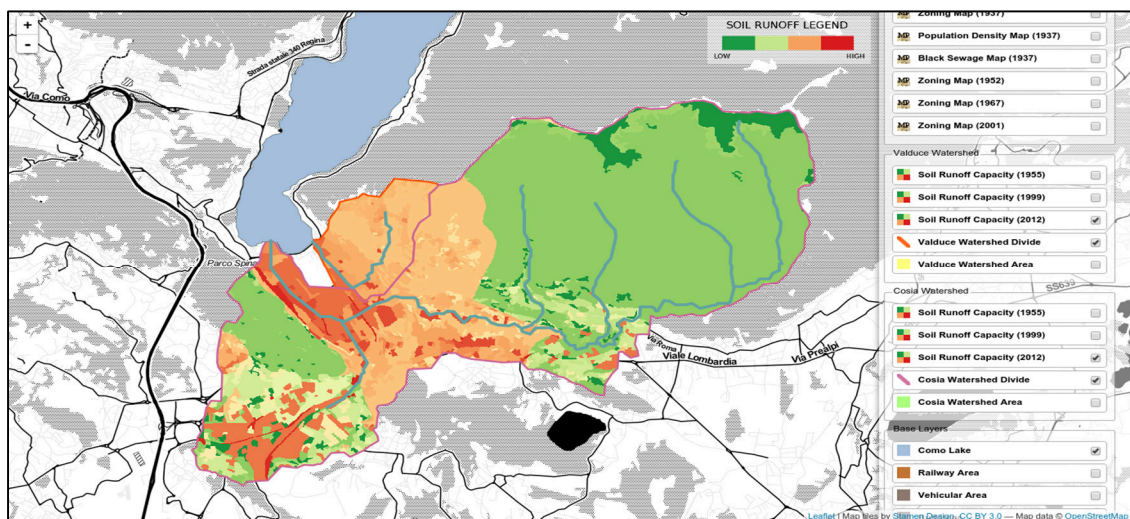 +
-
Strada statale 340 Regina
Via Como
Parco Spina
Via Roma
Viale Lombardia
Via Prealpi
SS639
SOIL RUNOFF LEGEND
LOW
HIGH
Zoning Map (1937)
MP Population Density Map (1937)
MP Black Sewage Map (1937)
MP Zoning Map (1952)
MP Zoning Map (1967)
MP Zoning Map (2001)
Valduce Watershed
Soil Runoff Capacity (1955)
Soil Runoff Capacity (1999)
Soil Runoff Capacity (2012)
Valduce Watershed Divide
Valduce Watershed Area
Cosia Watershed
Soil Runoff Capacity (1955)
Soil Runoff Capacity (1999)
Soil Runoff Capacity (2012)
Cosia Watershed Divide
Cosia Watershed Area
Base Layers
Como Lake
Railway Area
Vehicular Area
Leaflet | Map tiles by Stamen Design, CC BY 3.0 — Map data © OpenStreetMap